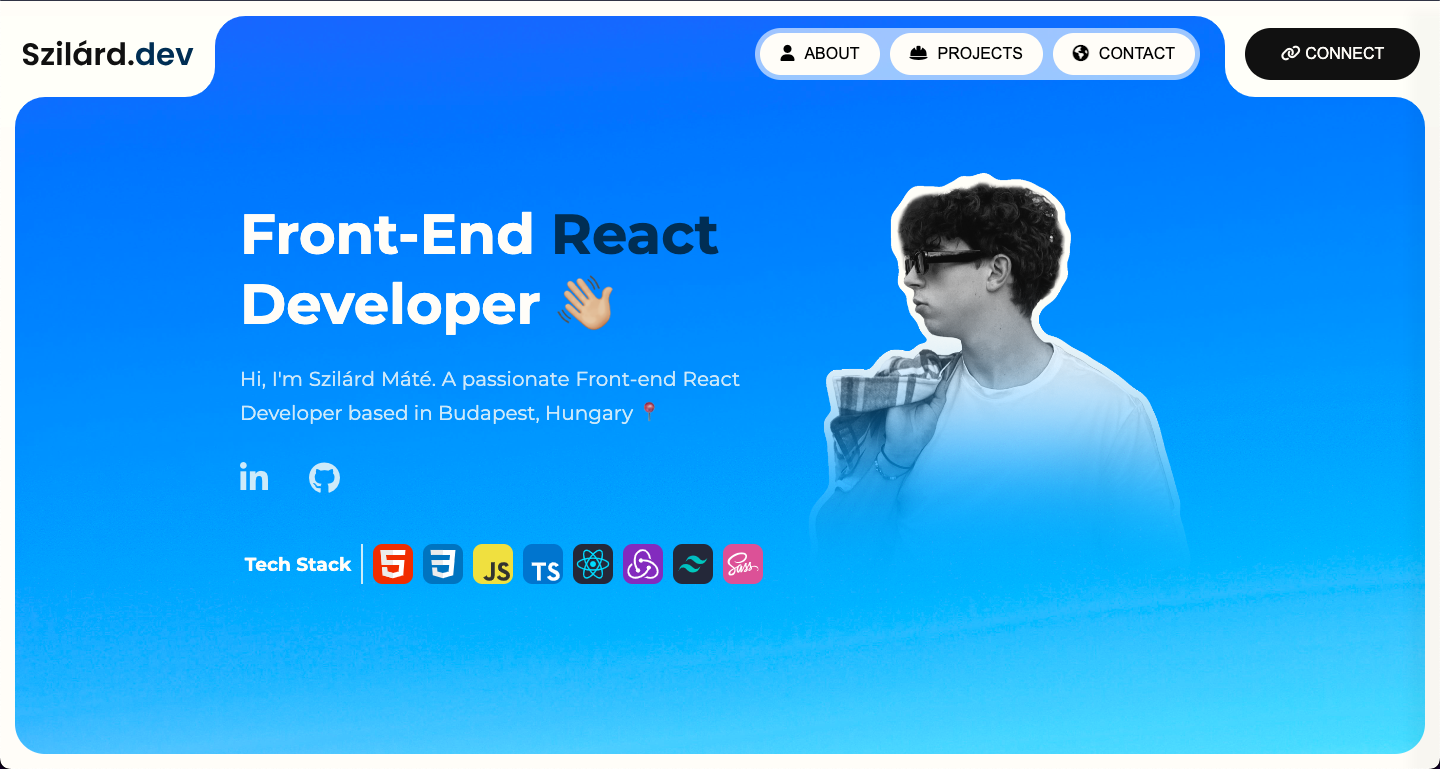 Szilárd.dev
ABOUT
PROJECTS
CONTACT
CONNECT
Front-End React
Developer 👋🏼
Hi, I'm Szilárd Máté. A passionate Front-end React
Developer based in Budapest, Hungary 📍
in
Tech Stack
5
3
JS
TS
Sass